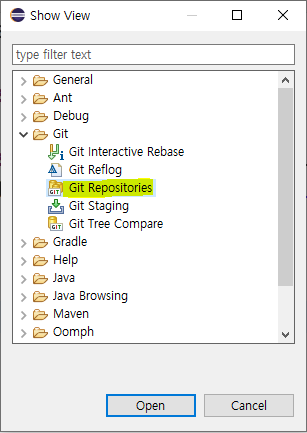 Show View
type filter text
General
Ant
Debug
Git
Git Interactive Rebase
Git Reflog
Git Repositories
Git Staging
Git Tree Compare
Gradle
Help
Java
Java Browsing
Maven
Oomph
Open
Cancel